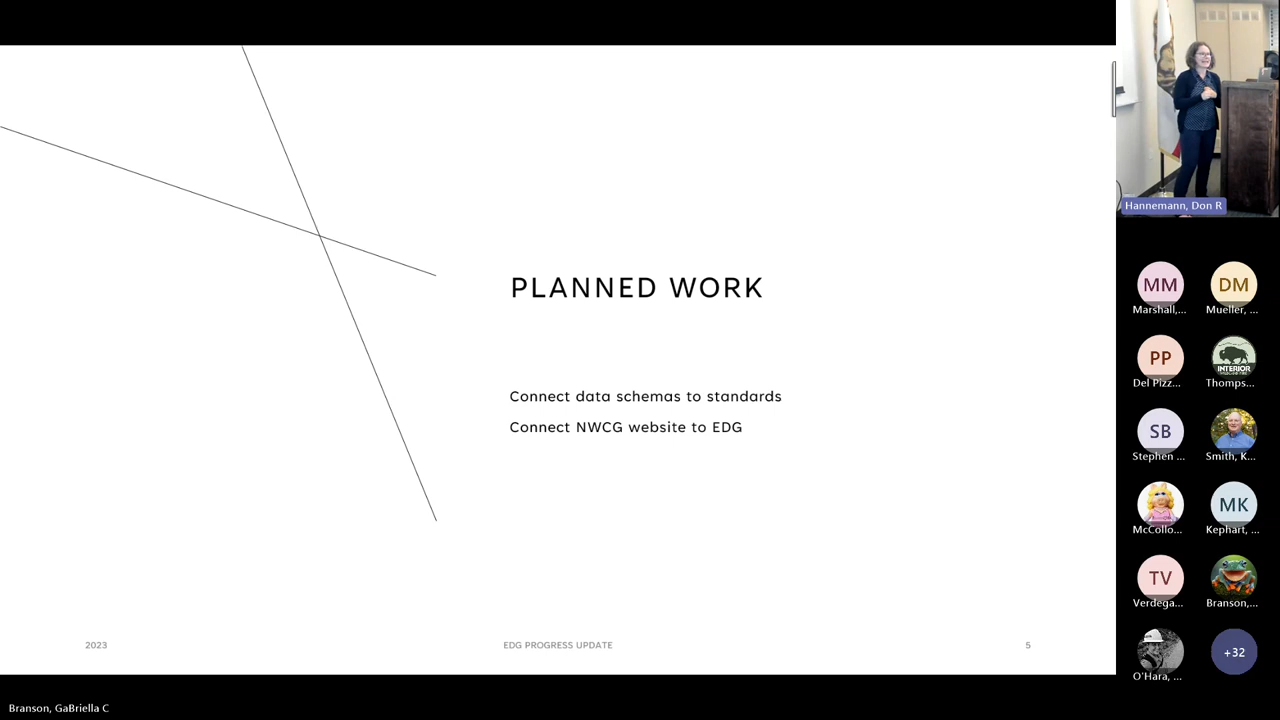 PLANNED WORK
Connect data schemas to standards
Connect NWCG website to EDG
2023
EDG PROGRESS UPDATE
5
Branson, GaBriella C
Hannemann, Don R
MM
Marshall,...
DM
Mueller, ...
PP
Del Pizz...
INTERIOR
Thomps...
SB
Stephen ...
Smith, K...
McCollo...
MK
Kephart, ...
TV
Verdega...
Branson,...
O'Hara, ...
+32